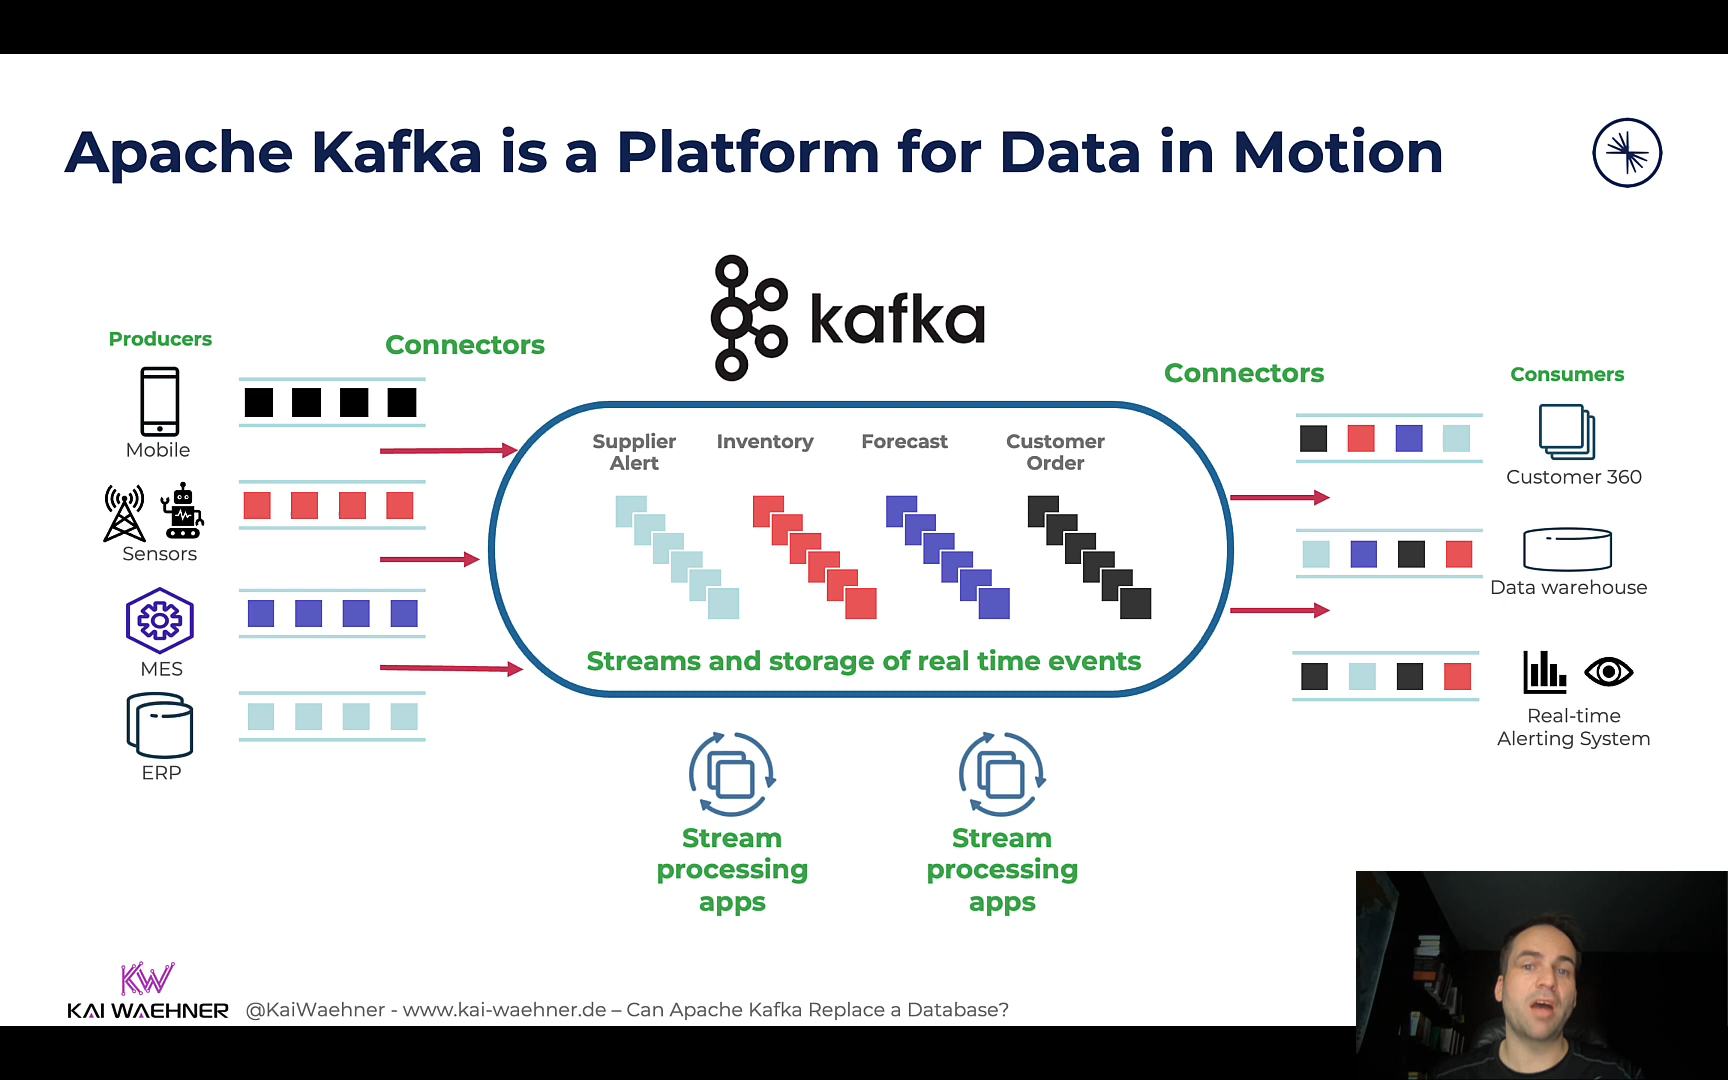 Apache Kafka is a Platform for Data in Motion
kafka
Producers
Connectors
Mobile
Sensors
MES
ERP
Supplier
Alert
Inventory
Forecast
Customer
Order
Streams and storage of real time events
Stream
processing
apps
Stream
processing
apps
Connectors
Consumers
Customer 360
Data warehouse
Real-time
Alerting System
KW
KAI WAEHNER
@KaiWaehner - www.kai-waehner.de – Can Apache Kafka Replace a Database?